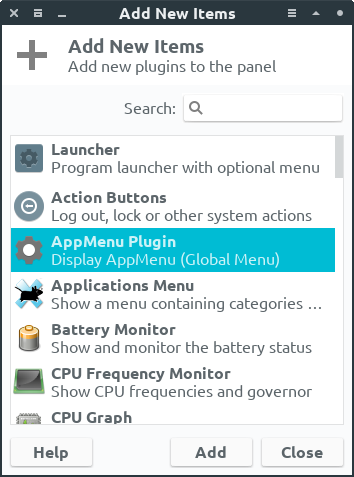 Add New Items
Add New Items
Add new plugins to the panel
Search:
Launcher
Program launcher with optional menu
Action Buttons
Log out, lock or other system actions
AppMenu Plugin
Display AppMenu (Global Menu)
Applications Menu
Show a menu containing categories …
Battery Monitor
Show and monitor the battery status
CPU Frequency Monitor
Show CPU frequencies and governor
CPU Graph
Help Add Close